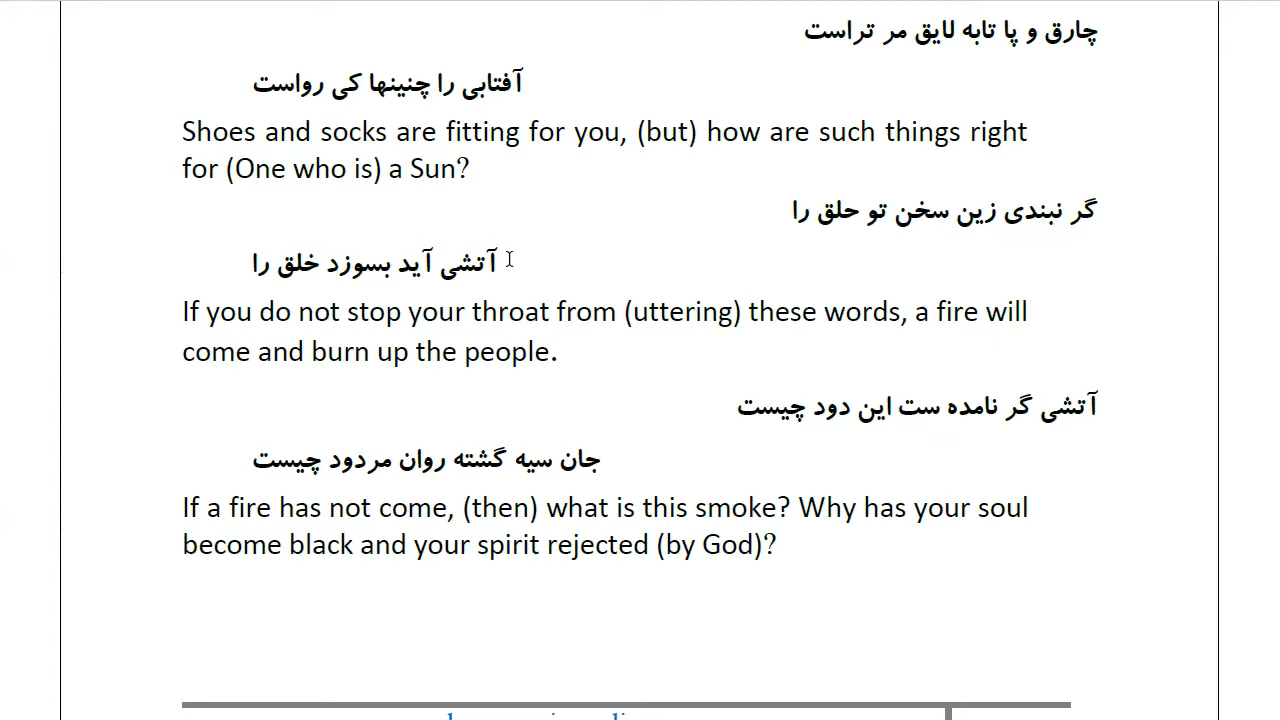 چارق و پا تابه لایق مر تراست
آفتابی را چنینها کی رواست
Shoes and socks are fitting for you, (but) how are such things right
for (One who is) a Sun?
گر نبندی زین سخن تو حلق را
آتشی آید بسوزد خلق را
If you do not stop your throat from (uttering) these words, a fire will
come and burn up the people.
آتشی گر نامده ست این دود چیست
جان سیه گشته روان مردود چیست
If a fire has not come, (then) what is this smoke? Why has your soul
become black and your spirit rejected (by God)?